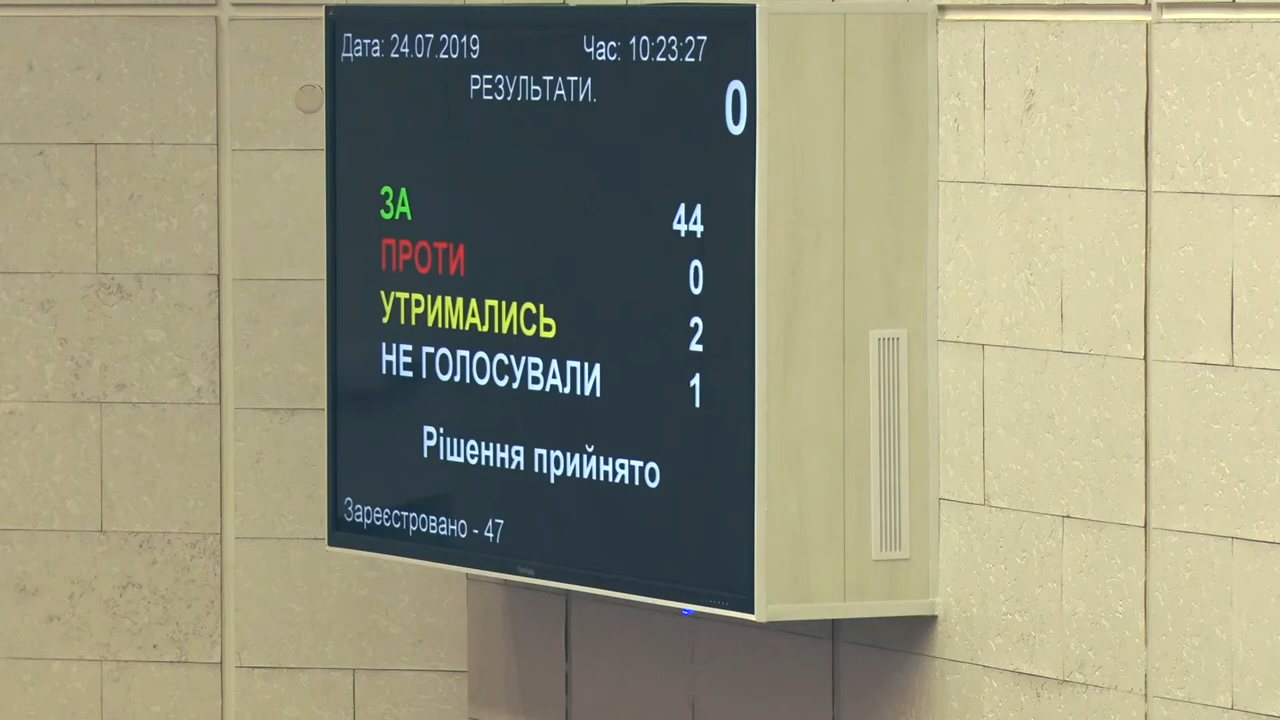 Дата: 24.07.2019 Час: 10:23:27
РЕЗУЛЬТАТИ.
0
ЗА 44
ПРОТИ 0
УТРИМАЛИСЬ 2
НЕ ГОЛОСУВАЛИ 1
Рішення прийнято
Зареєстровано - 47